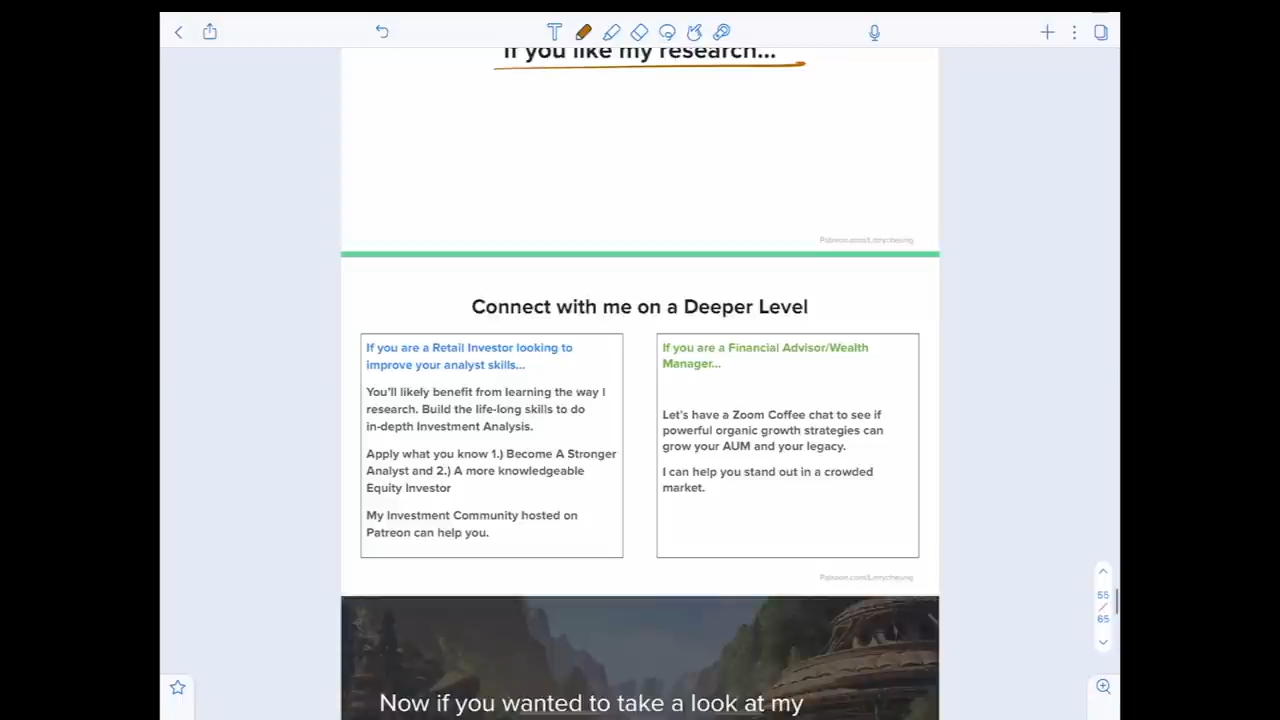 If you like my research...
Connect with me on a Deeper Level
If you are a Retail Investor looking to
improve your analyst skills...
You'll likely benefit from learning the way I
research. Build the life-long skills to do
in-depth Investment Analysis.
Apply what you know 1.) Become A Stronger
Analyst and 2.) A more knowledgeable
Equity Investor
My Investment Community hosted on
Patreon can help you.
If you are a Financial Advisor/Wealth
Manager...
Let's have a Zoom Coffee chat to see if
powerful organic growth strategies can
grow your AUM and your legacy.
I can help you stand out in a crowded
market.
55
/
65
Now if you wanted to take a look at my